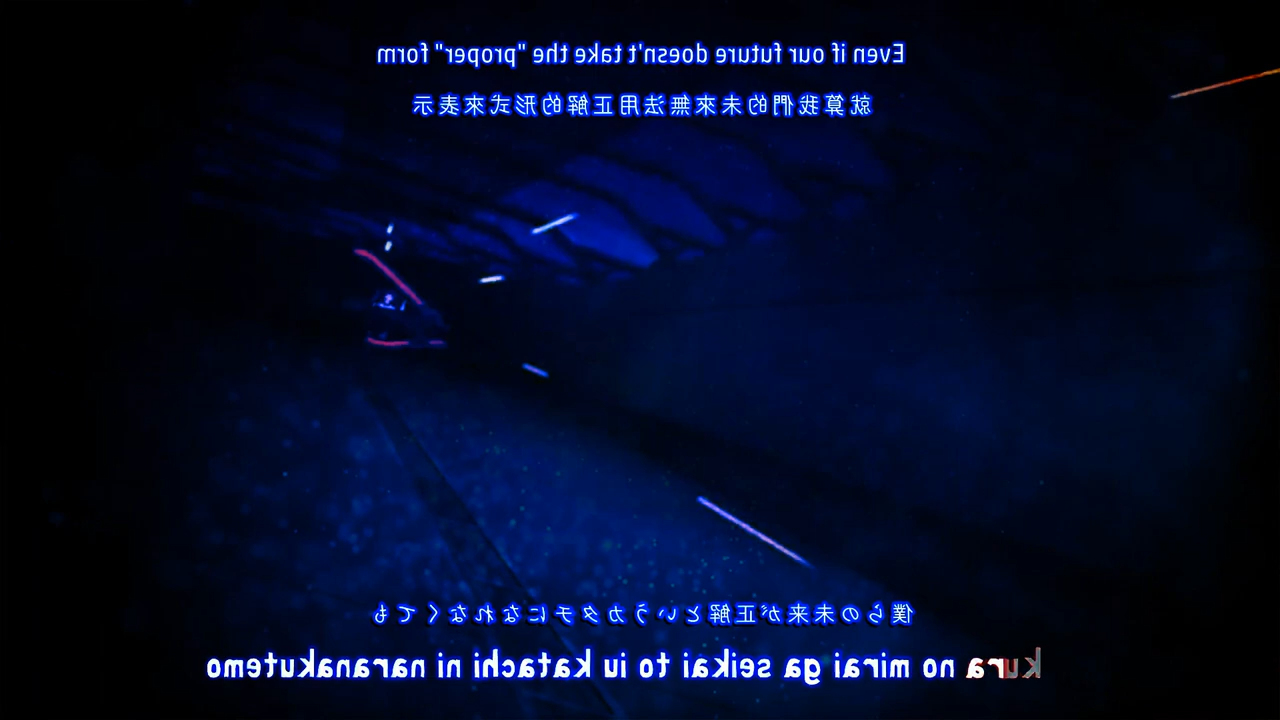 Even if our future doesn't take the "proper" form
就算我們的未來無法用正解的形式來表示
僕らの未来が正解というカタチになれなくても
kura no mirai ga seikai to iu katachi ni naranakutemo